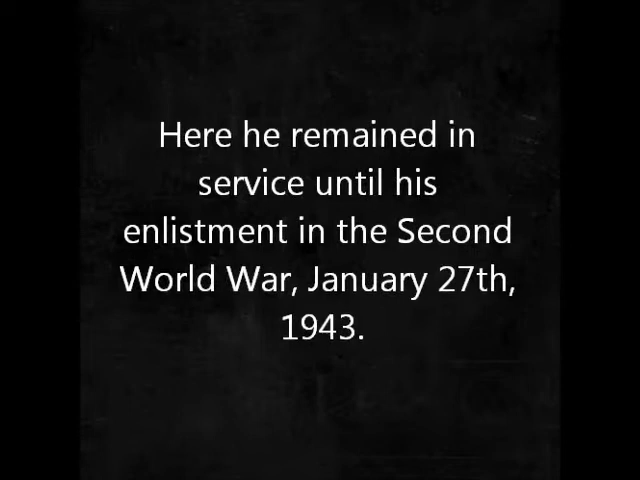 Here he remained in
service until his
enlistment in the Second
World War, January 27th,
1943.